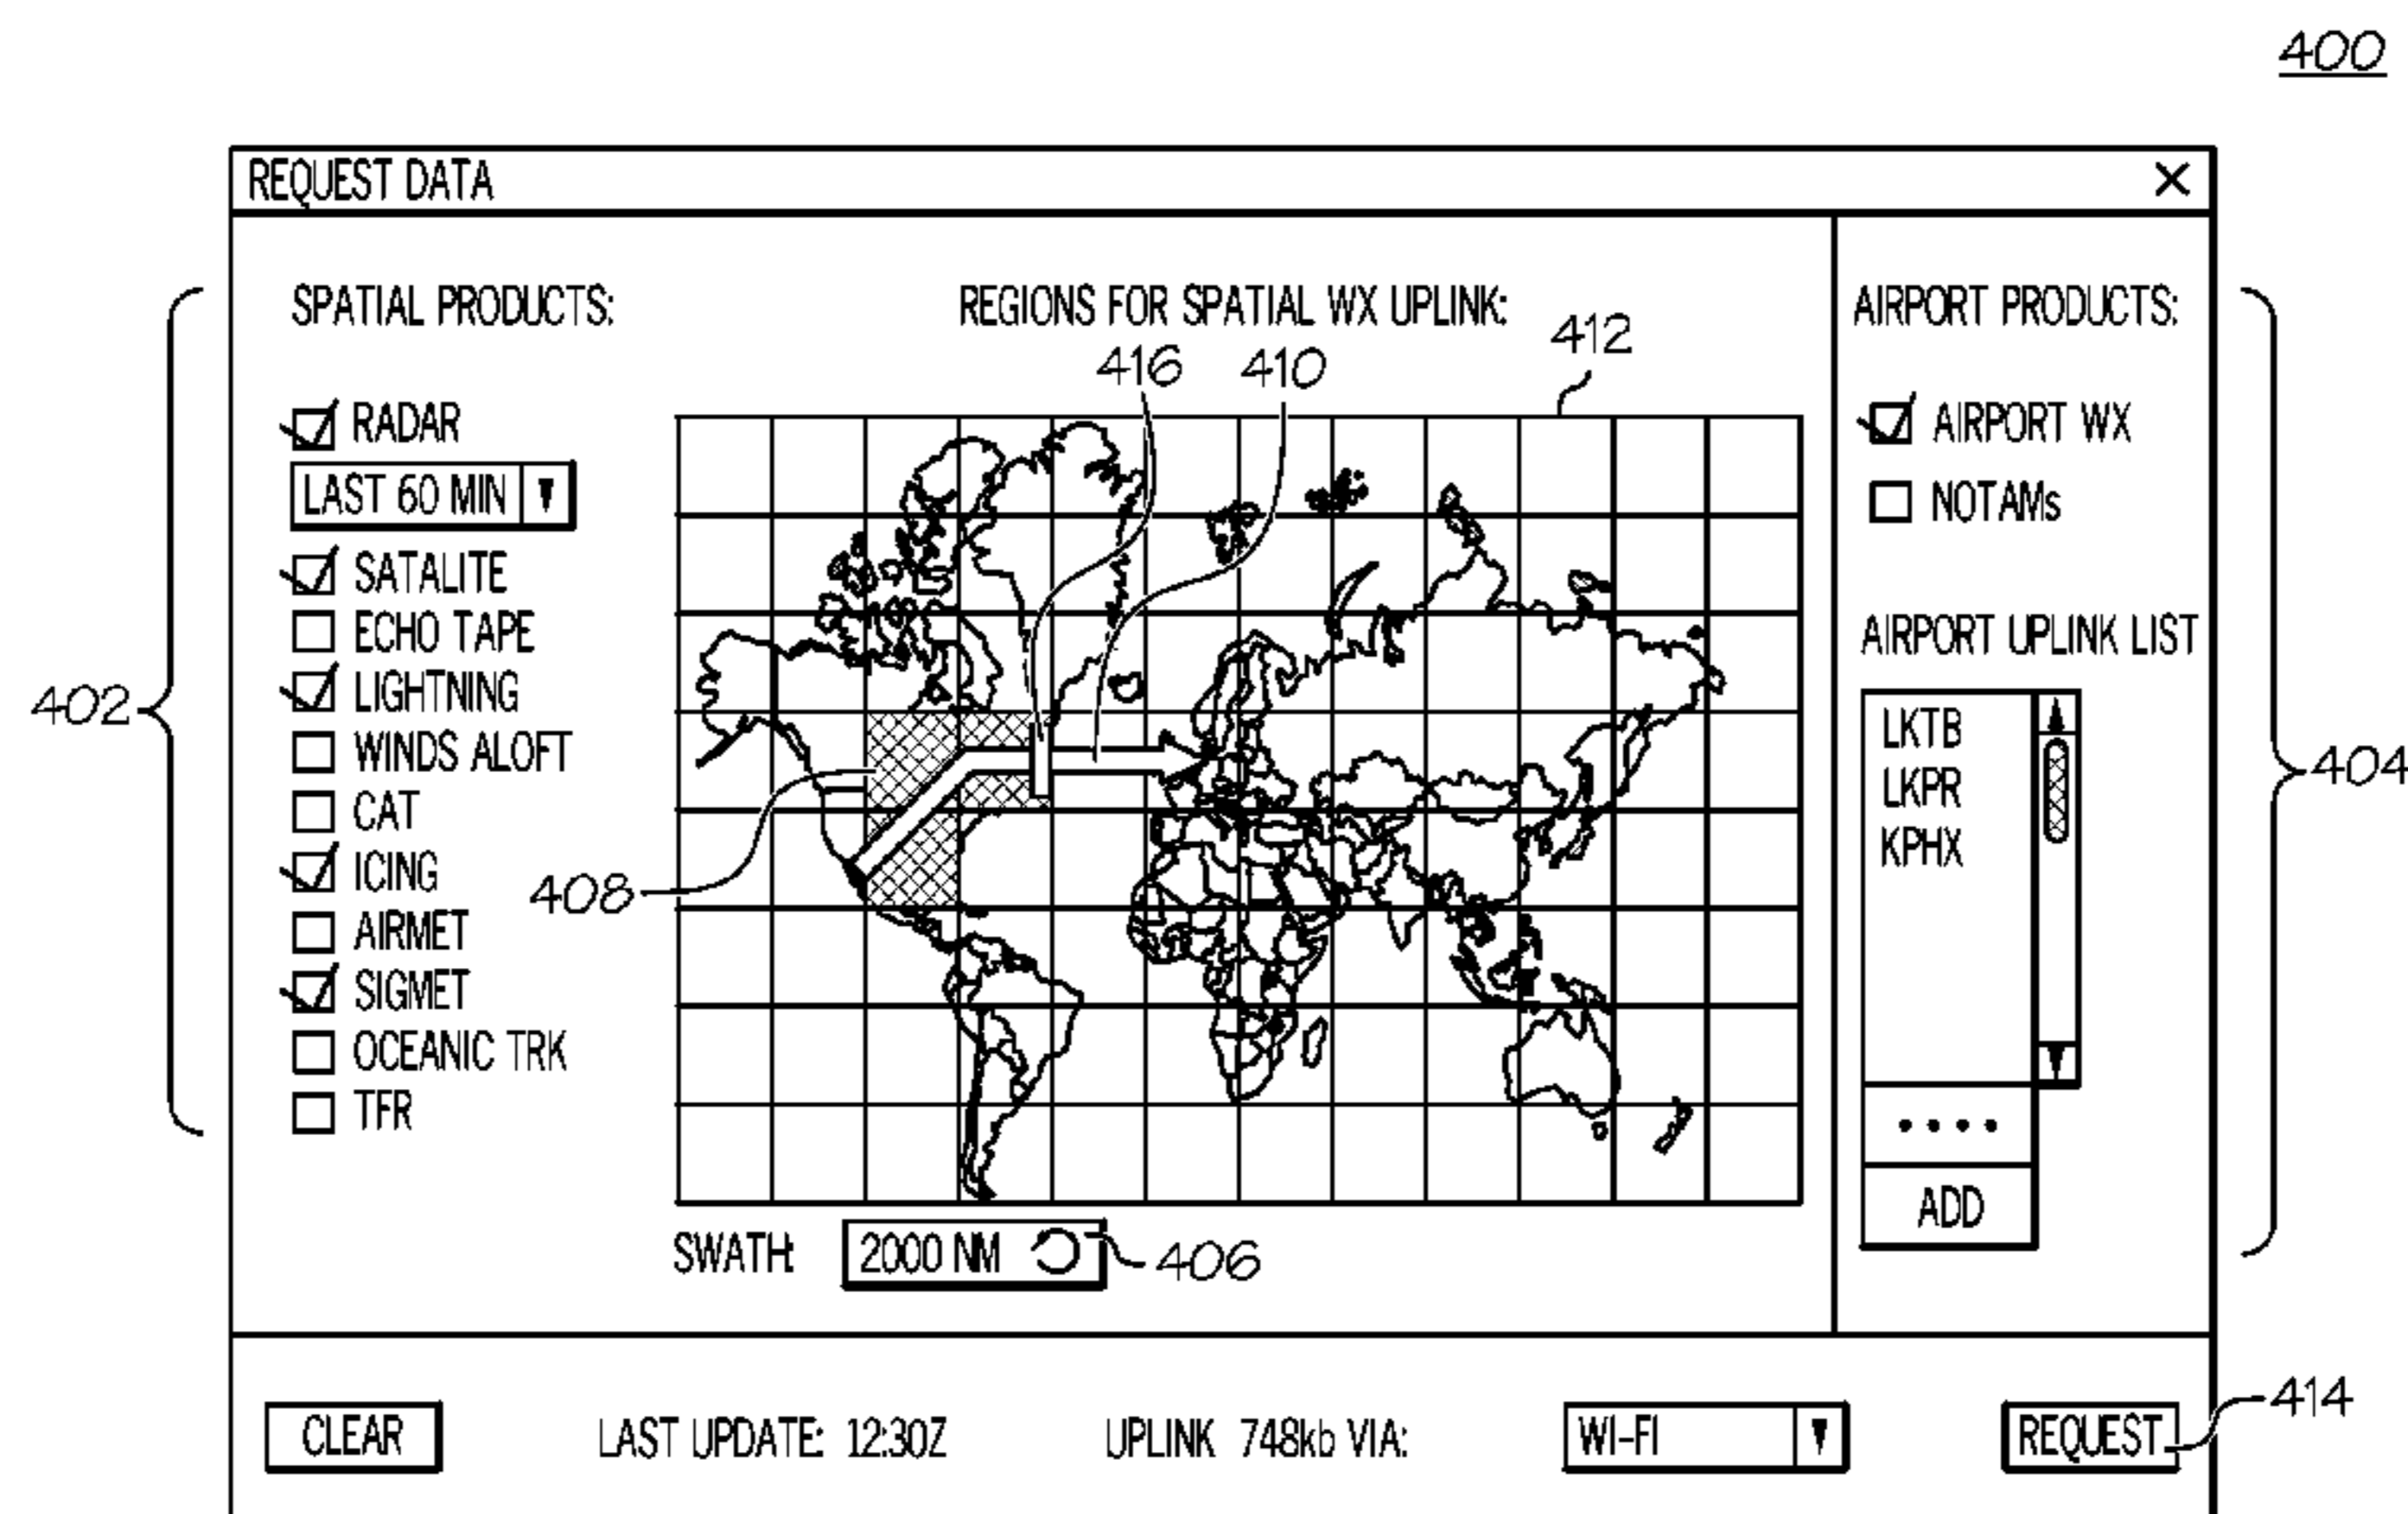 400
REQUEST DATA X
SPATIAL PRODUCTS:
RADAR
LAST 60 MIN
SATALITE
ECHO TAPE
LIGHTNING
WINDS ALOFT
CAT
ICING
AIRMET
SIGMET
OCEANIC TRK
TFR
402
REGIONS FOR SPATIAL WX UPLINK:
412
416 410
408
SWATH: 2000 NM
406
AIRPORT PRODUCTS:
AIRPORT WX
NOTAMs
AIRPORT UPLINK LIST
LKTB
LKPR
KPHX
••••
ADD
404
CLEAR LAST UPDATE: 12:30Z UPLINK 748kb VIA: WI-FI REQUEST
414